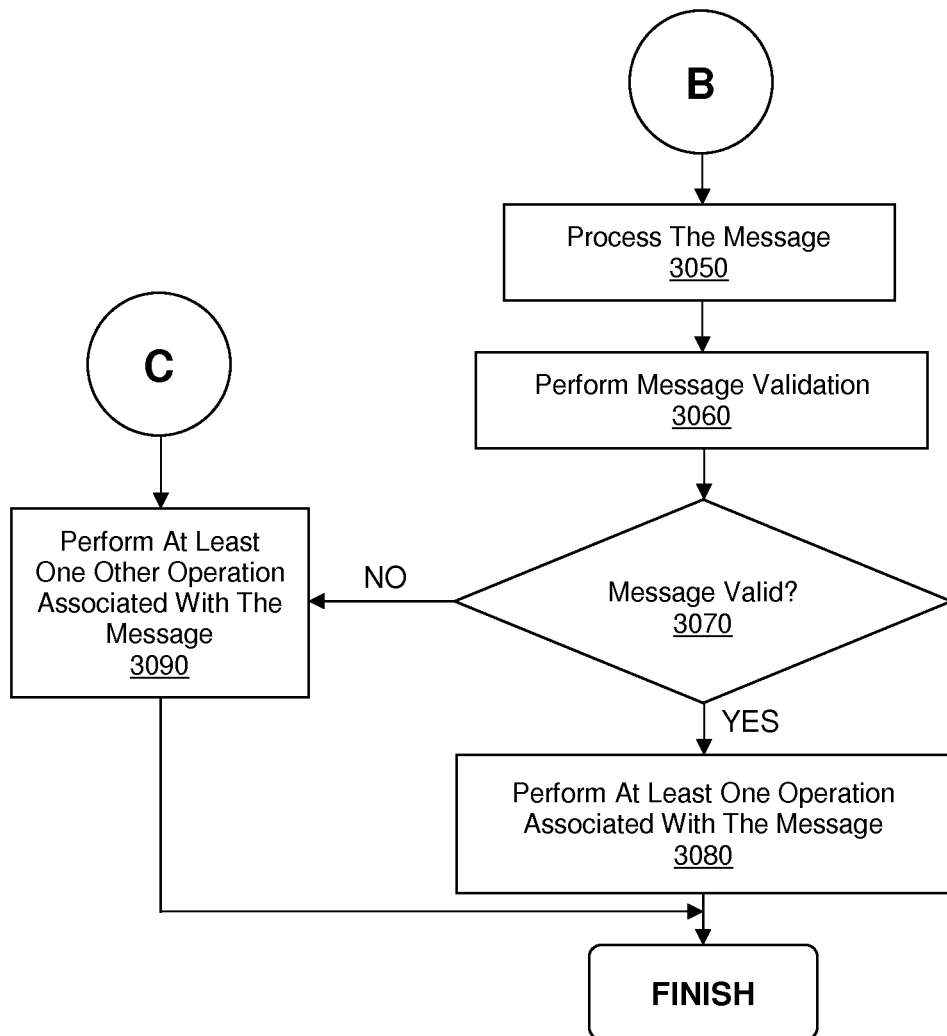 B
Process The Message
3050
Perform Message Validation
3060
C
Perform At Least
One Other Operation
Associated With The
Message
3090
NO
Message Valid?
3070
YES
Perform At Least One Operation
Associated With The Message
3080
FINISH